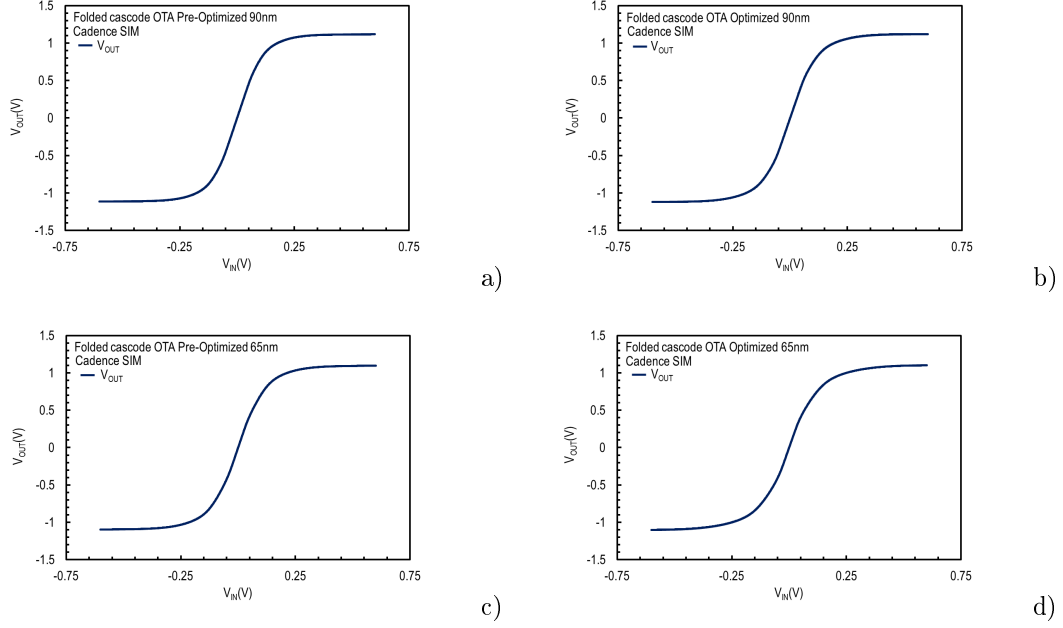 Folded cascode OTA Pre-Optimized 90nm
Cadence SIM
VOUT
1.5
1
0.5
0
-0.5
-1
-1.5
VOUT(V)
-0.75
-0.25
0.25
0.75
VIN(V)
a)
Folded cascode OTA Optimized 90nm
Cadence SIM
VOUT
1.5
1
0.5
0
-0.5
-1
-1.5
VOUT(V)
-0.75
-0.25
0.25
0.75
VIN(V)
b)
Folded cascode OTA Pre-Optimized 65nm
Cadence SIM
VOUT
1.5
1
0.5
0
-0.5
-1
-1.5
VOUT(V)
-0.75
-0.25
0.25
0.75
VIN(V)
c)
Folded cascode OTA Optimized 65nm
Cadence SIM
VOUT
1.5
1
0.5
0
-0.5
-1
-1.5
VOUT(V)
-0.75
-0.25
0.25
0.75
VIN(V)
d)